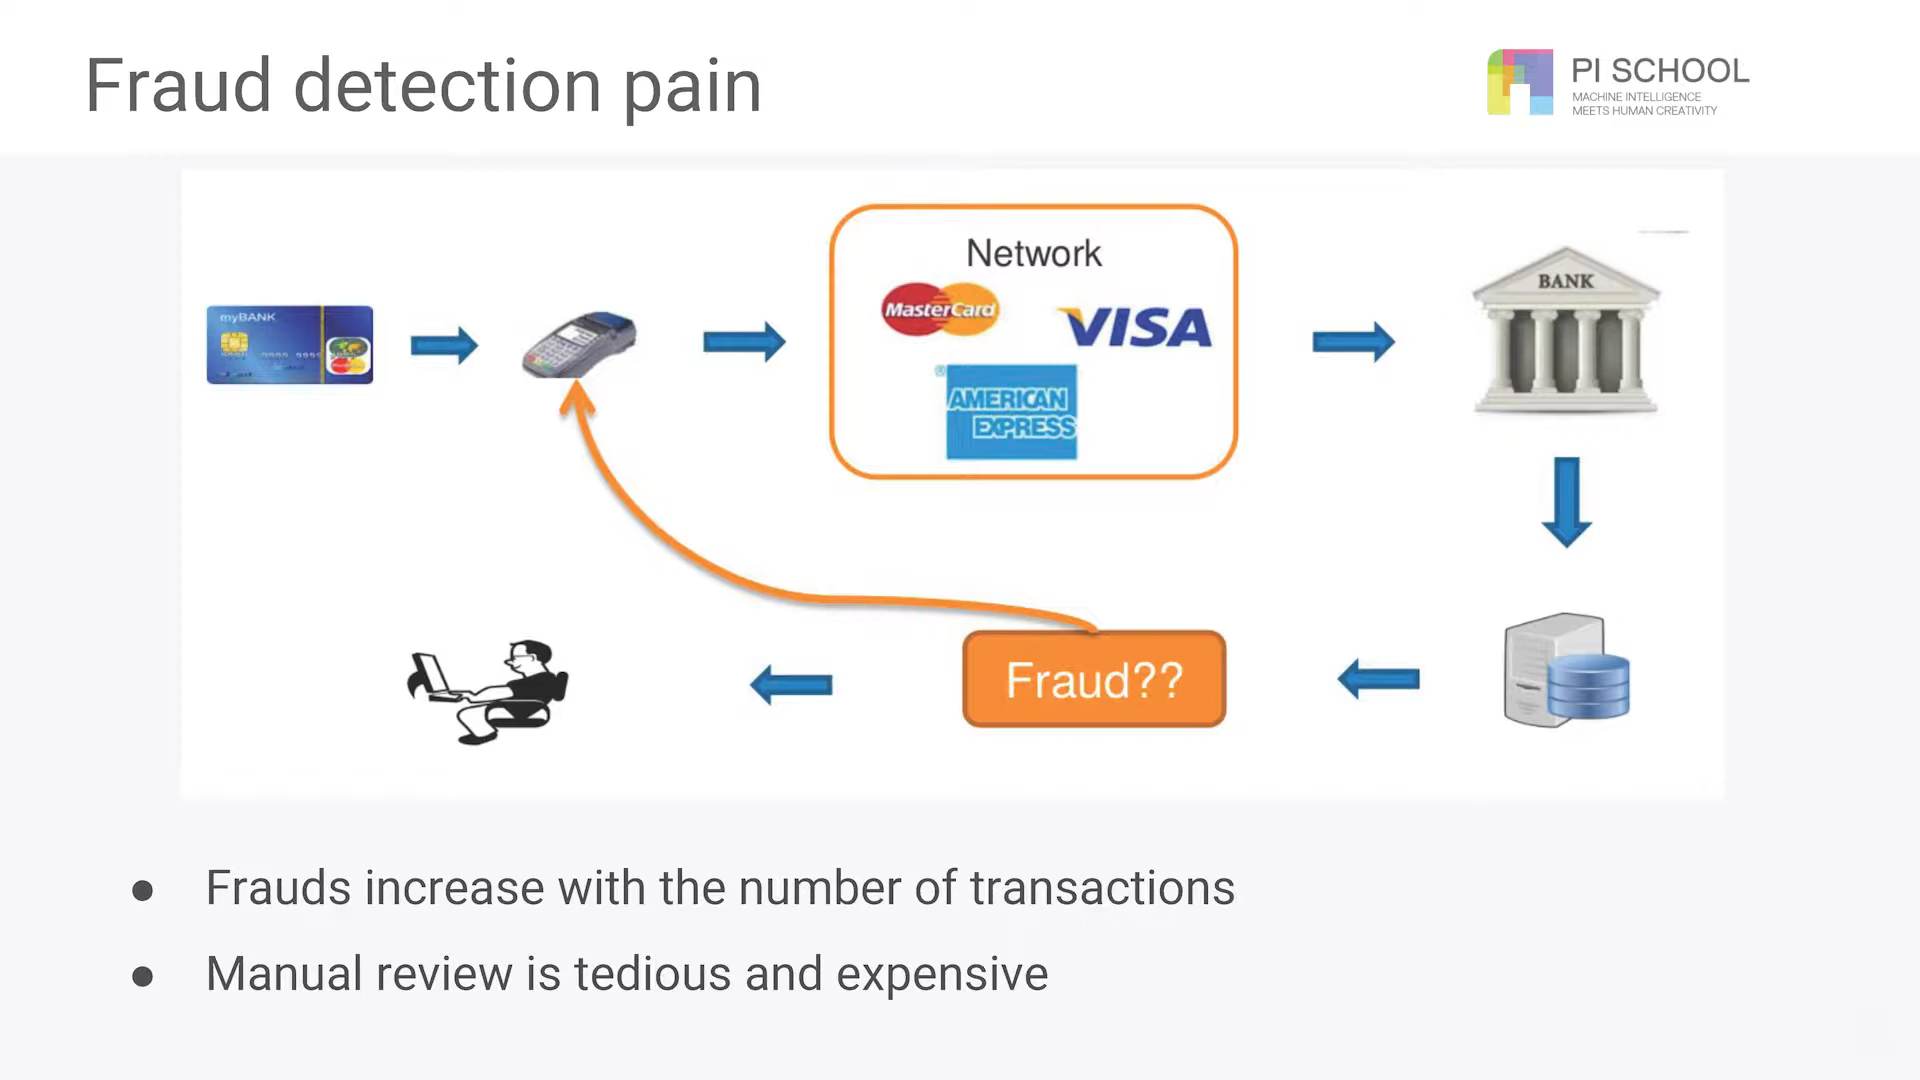 Fraud detection pain
PI SCHOOL
MACHINE INTELLIGENCE
MEETS HUMAN CREATIVITY
Network
MasterCard
VISA
AMERICAN
EXPRESS
myBANK
MasterCard
BANK
Fraud??
● Frauds increase with the number of transactions
● Manual review is tedious and expensive